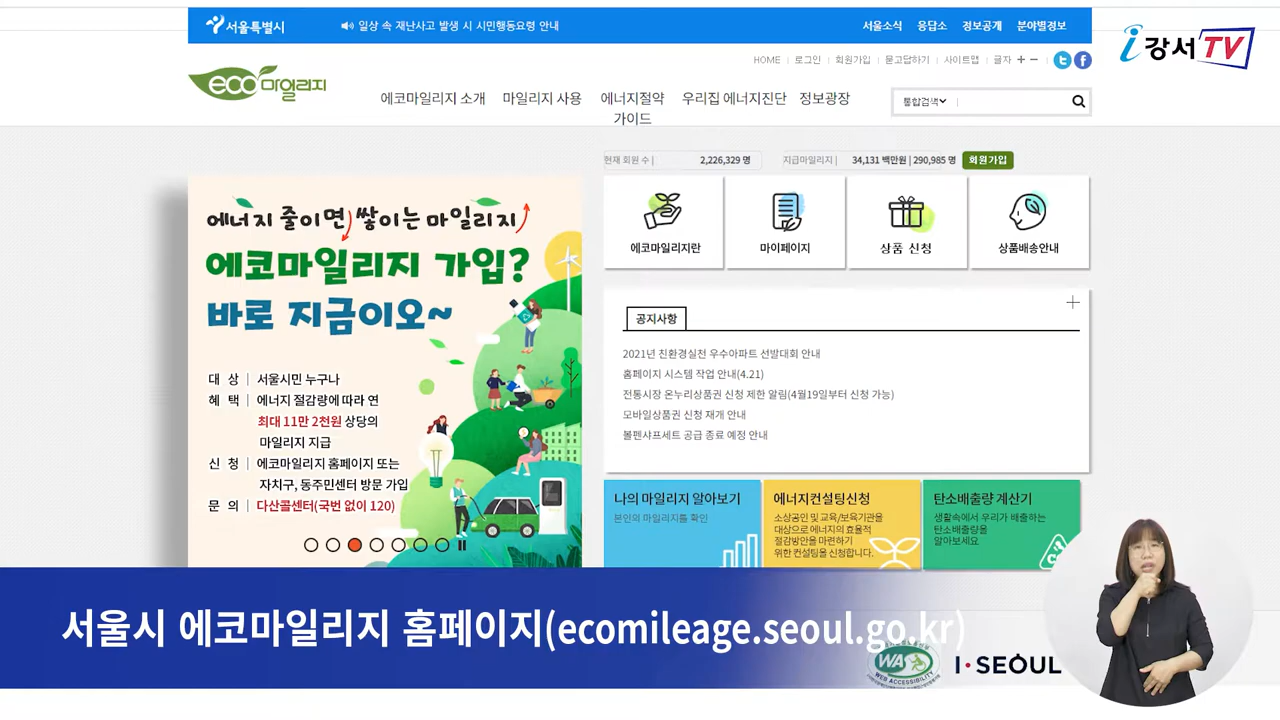 서울특별시
일상 속 재난사고 발생 시 시민행동요령 안내
서울소식 응답소 정보공개 분야별정보
i강서TV
HOME | 로그인 | 회원가입 | 묻고답하기 | 사이트맵 | 글자 + −
eco마일리지
에코마일리지 소개 마일리지 사용 에너지절약 가이드 우리집 에너지진단 정보광장
통합검색
현재 회원 수 | 2,226,329 명
지급마일리지 | 34,131 백만원 | 290,985 명
회원가입
에너지 줄이면 쌓이는 마일리지
에코마일리지 가입?
바로 지금이오~
대 상 | 서울시민 누구나
혜 택 | 에너지 절감량에 따라 연
최대 11만 2천원 상당의
마일리지 지급
신 청 | 에코마일리지 홈페이지 또는
자치구, 동주민센터 방문 가입
문 의 | 다산콜센터(국번 없이 120)
에코마일리지란
마이페이지
상품 신청
상품배송안내
공지사항
2021년 친환경실천 우수아파트 선발대회 안내
홈페이지 시스템 작업 안내(4.21)
전통시장 온누리상품권 신청 제한 알림(4월19일부터 신청 가능)
모바일상품권 신청 재개 안내
볼펜샤프세트 공급 종료 예정 안내
나의 마일리지 알아보기
본인의 마일리지를 확인
에너지컨설팅신청
소상공인 및 교육/보육기관을
대상으로 에너지의 효율적
절감방안을 마련하기
위한 컨설팅을 신청합니다.
탄소배출량 계산기
생활속에서 우리가 배출하는
탄소배출량을
알아보세요
서울시 에코마일리지 홈페이지(ecomileage.seoul.go.kr)
WA
WEB ACCESSIBILITY
I·SEOUL